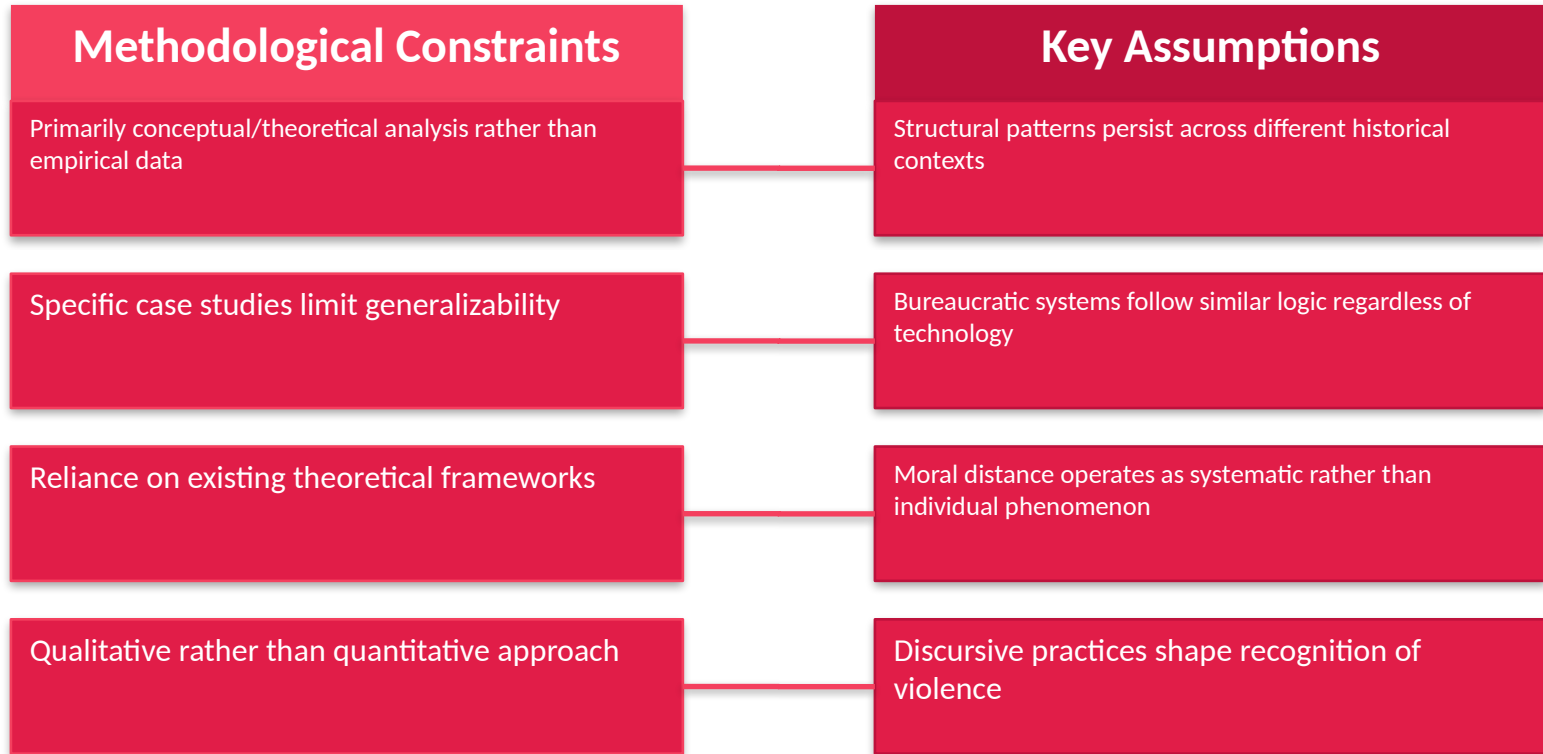 Methodological Constraints
Key Assumptions
Primarily conceptual/theoretical analysis rather than
empirical data
Structural patterns persist across different historical
contexts
Specific case studies limit generalizability
Bureaucratic systems follow similar logic regardless of
technology
Reliance on existing theoretical frameworks
Moral distance operates as systematic rather than
individual phenomenon
Qualitative rather than quantitative approach
Discursive practices shape recognition of
violence